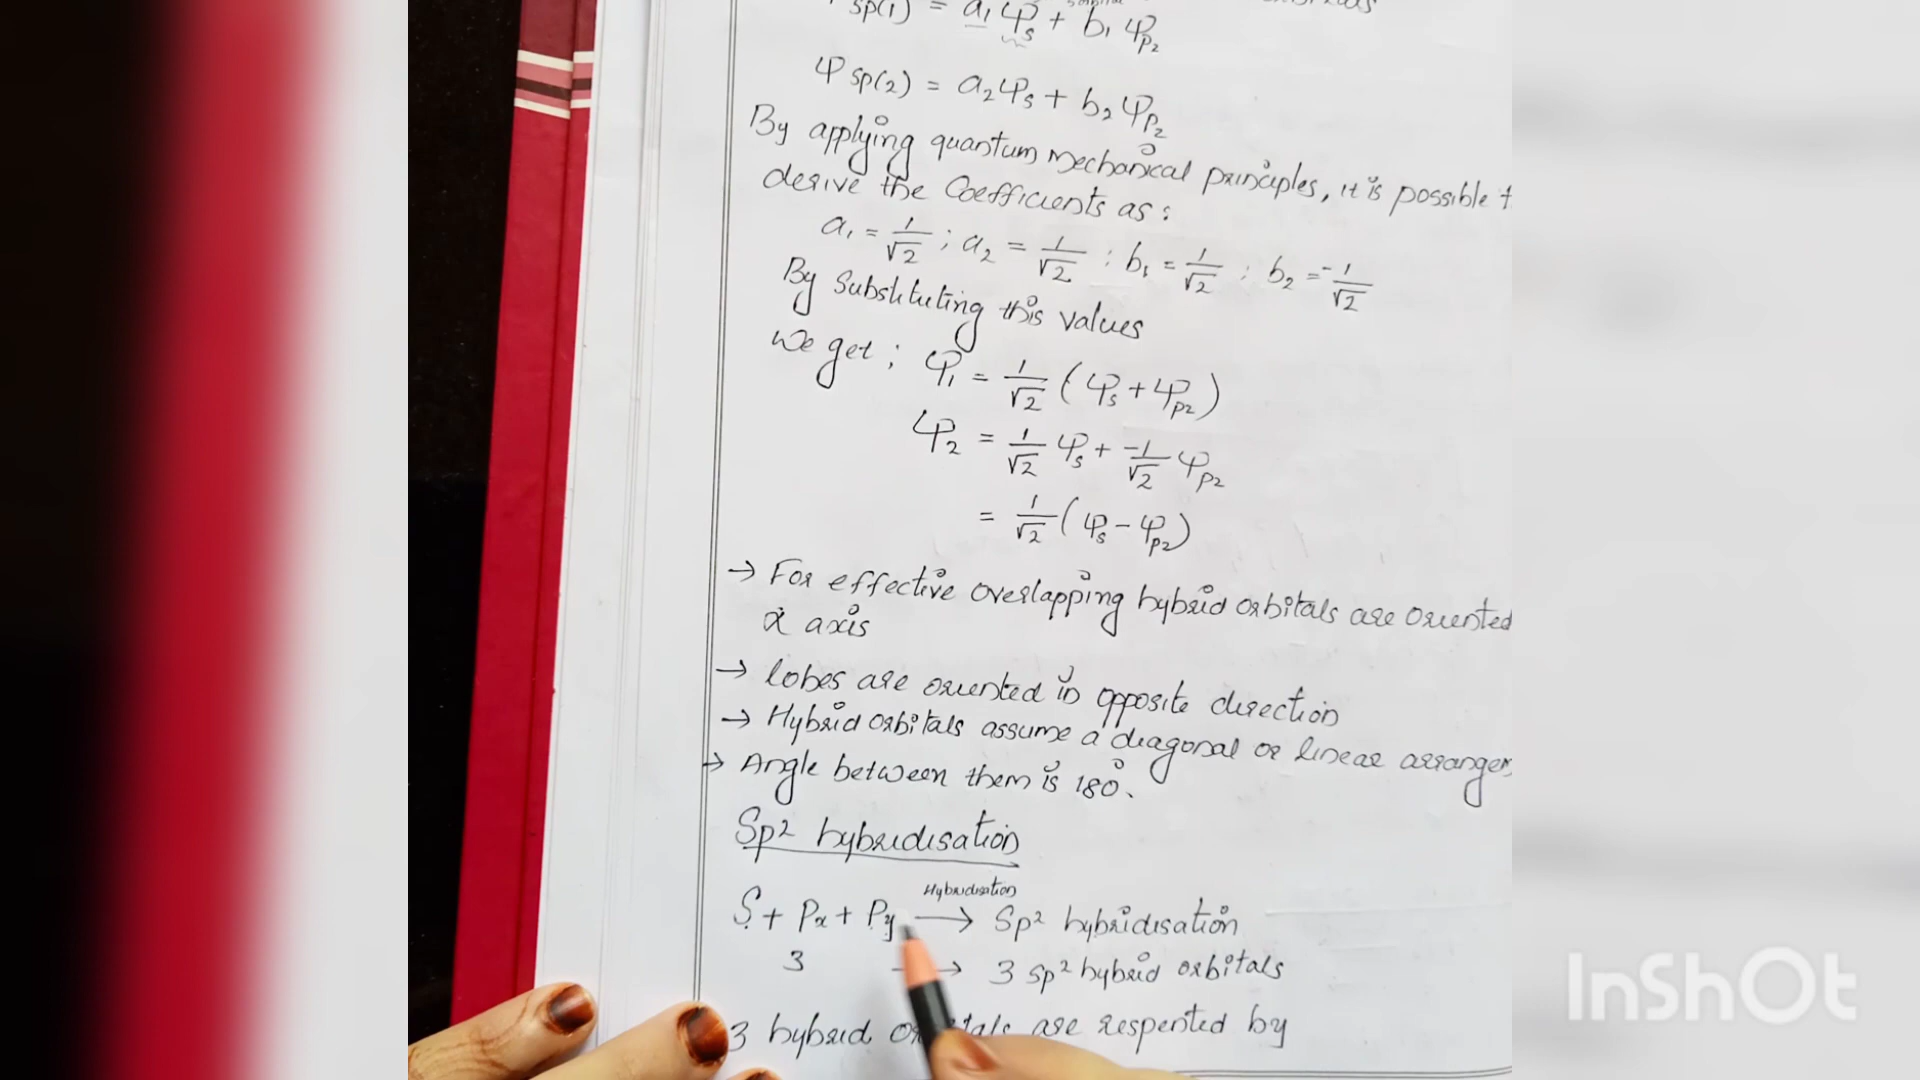 sp(1) = a₁ψs + b₁ψp₂
ψsp(2) = a₂ψs + b₂ψp₂
By applying quantum mechanical principles, it is possible t
derive the Coefficients as:
a₁ = 1/√2 ; a₂ = 1/√2 ; b₁ = 1/√2 ; b₂ = -1/√2
By Substituting this values
We get ; ψ₁ = 1/√2 (ψs + ψp₂)
ψ₂ = 1/√2 ψs + -1/√2 ψp₂
= 1/√2 (ψs - ψp₂)
→ For effective overlapping hybrid orbitals are oriented
x axis
→ lobes are oriented in opposite direction
→ Hybrid orbitals assume a diagonal or linear arrangem
→ Angle between them is 180.
Sp² hybridisation
Hybridisation
S + Px + Py → Sp² hybridisation
3 → 3 sp² hybrid orbitals
3 hybrid are respented by
InShOt